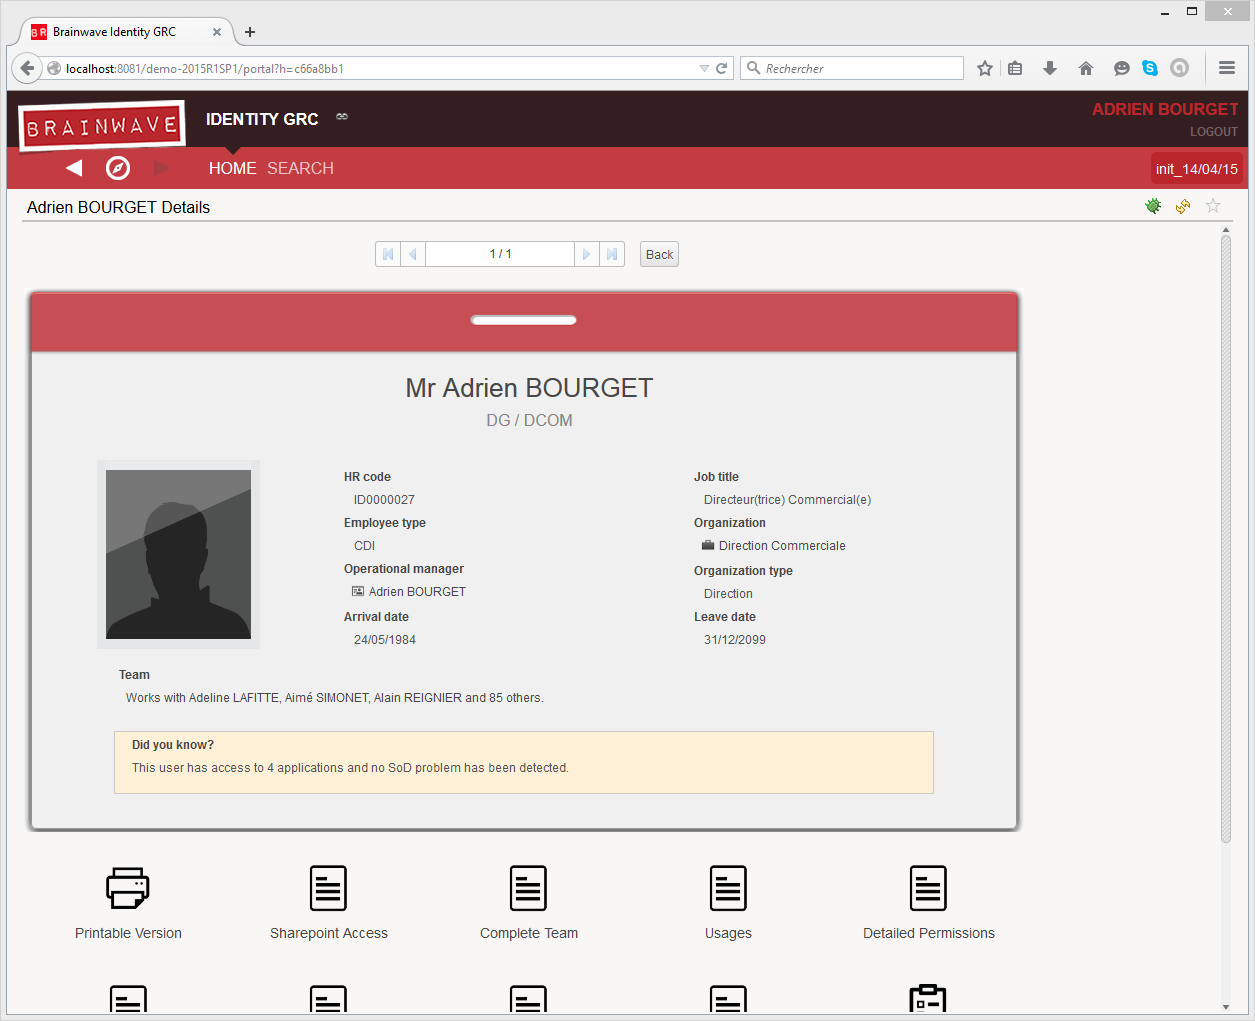 Brainwave Identity GRC
localhost:8081/demo-2015R1SP1/portal?h=c66a8bb1
Rechercher
BRAINWAVE
IDENTITY GRC
ADRIEN BOURGET
LOGOUT
HOME SEARCH
init_14/04/15
Adrien BOURGET Details
1 / 1
Back
Mr Adrien BOURGET
DG / DCOM
HR code
ID0000027
Employee type
CDI
Operational manager
Adrien BOURGET
Arrival date
24/05/1984
Job title
Directeur(trice) Commercial(e)
Organization
Direction Commerciale
Organization type
Direction
Leave date
31/12/2099
Team
Works with Adeline LAFITTE, Aimé SIMONET, Alain REIGNIER and 85 others.
Did you know?
This user has access to 4 applications and no SoD problem has been detected.
Printable Version
Sharepoint Access
Complete Team
Usages
Detailed Permissions